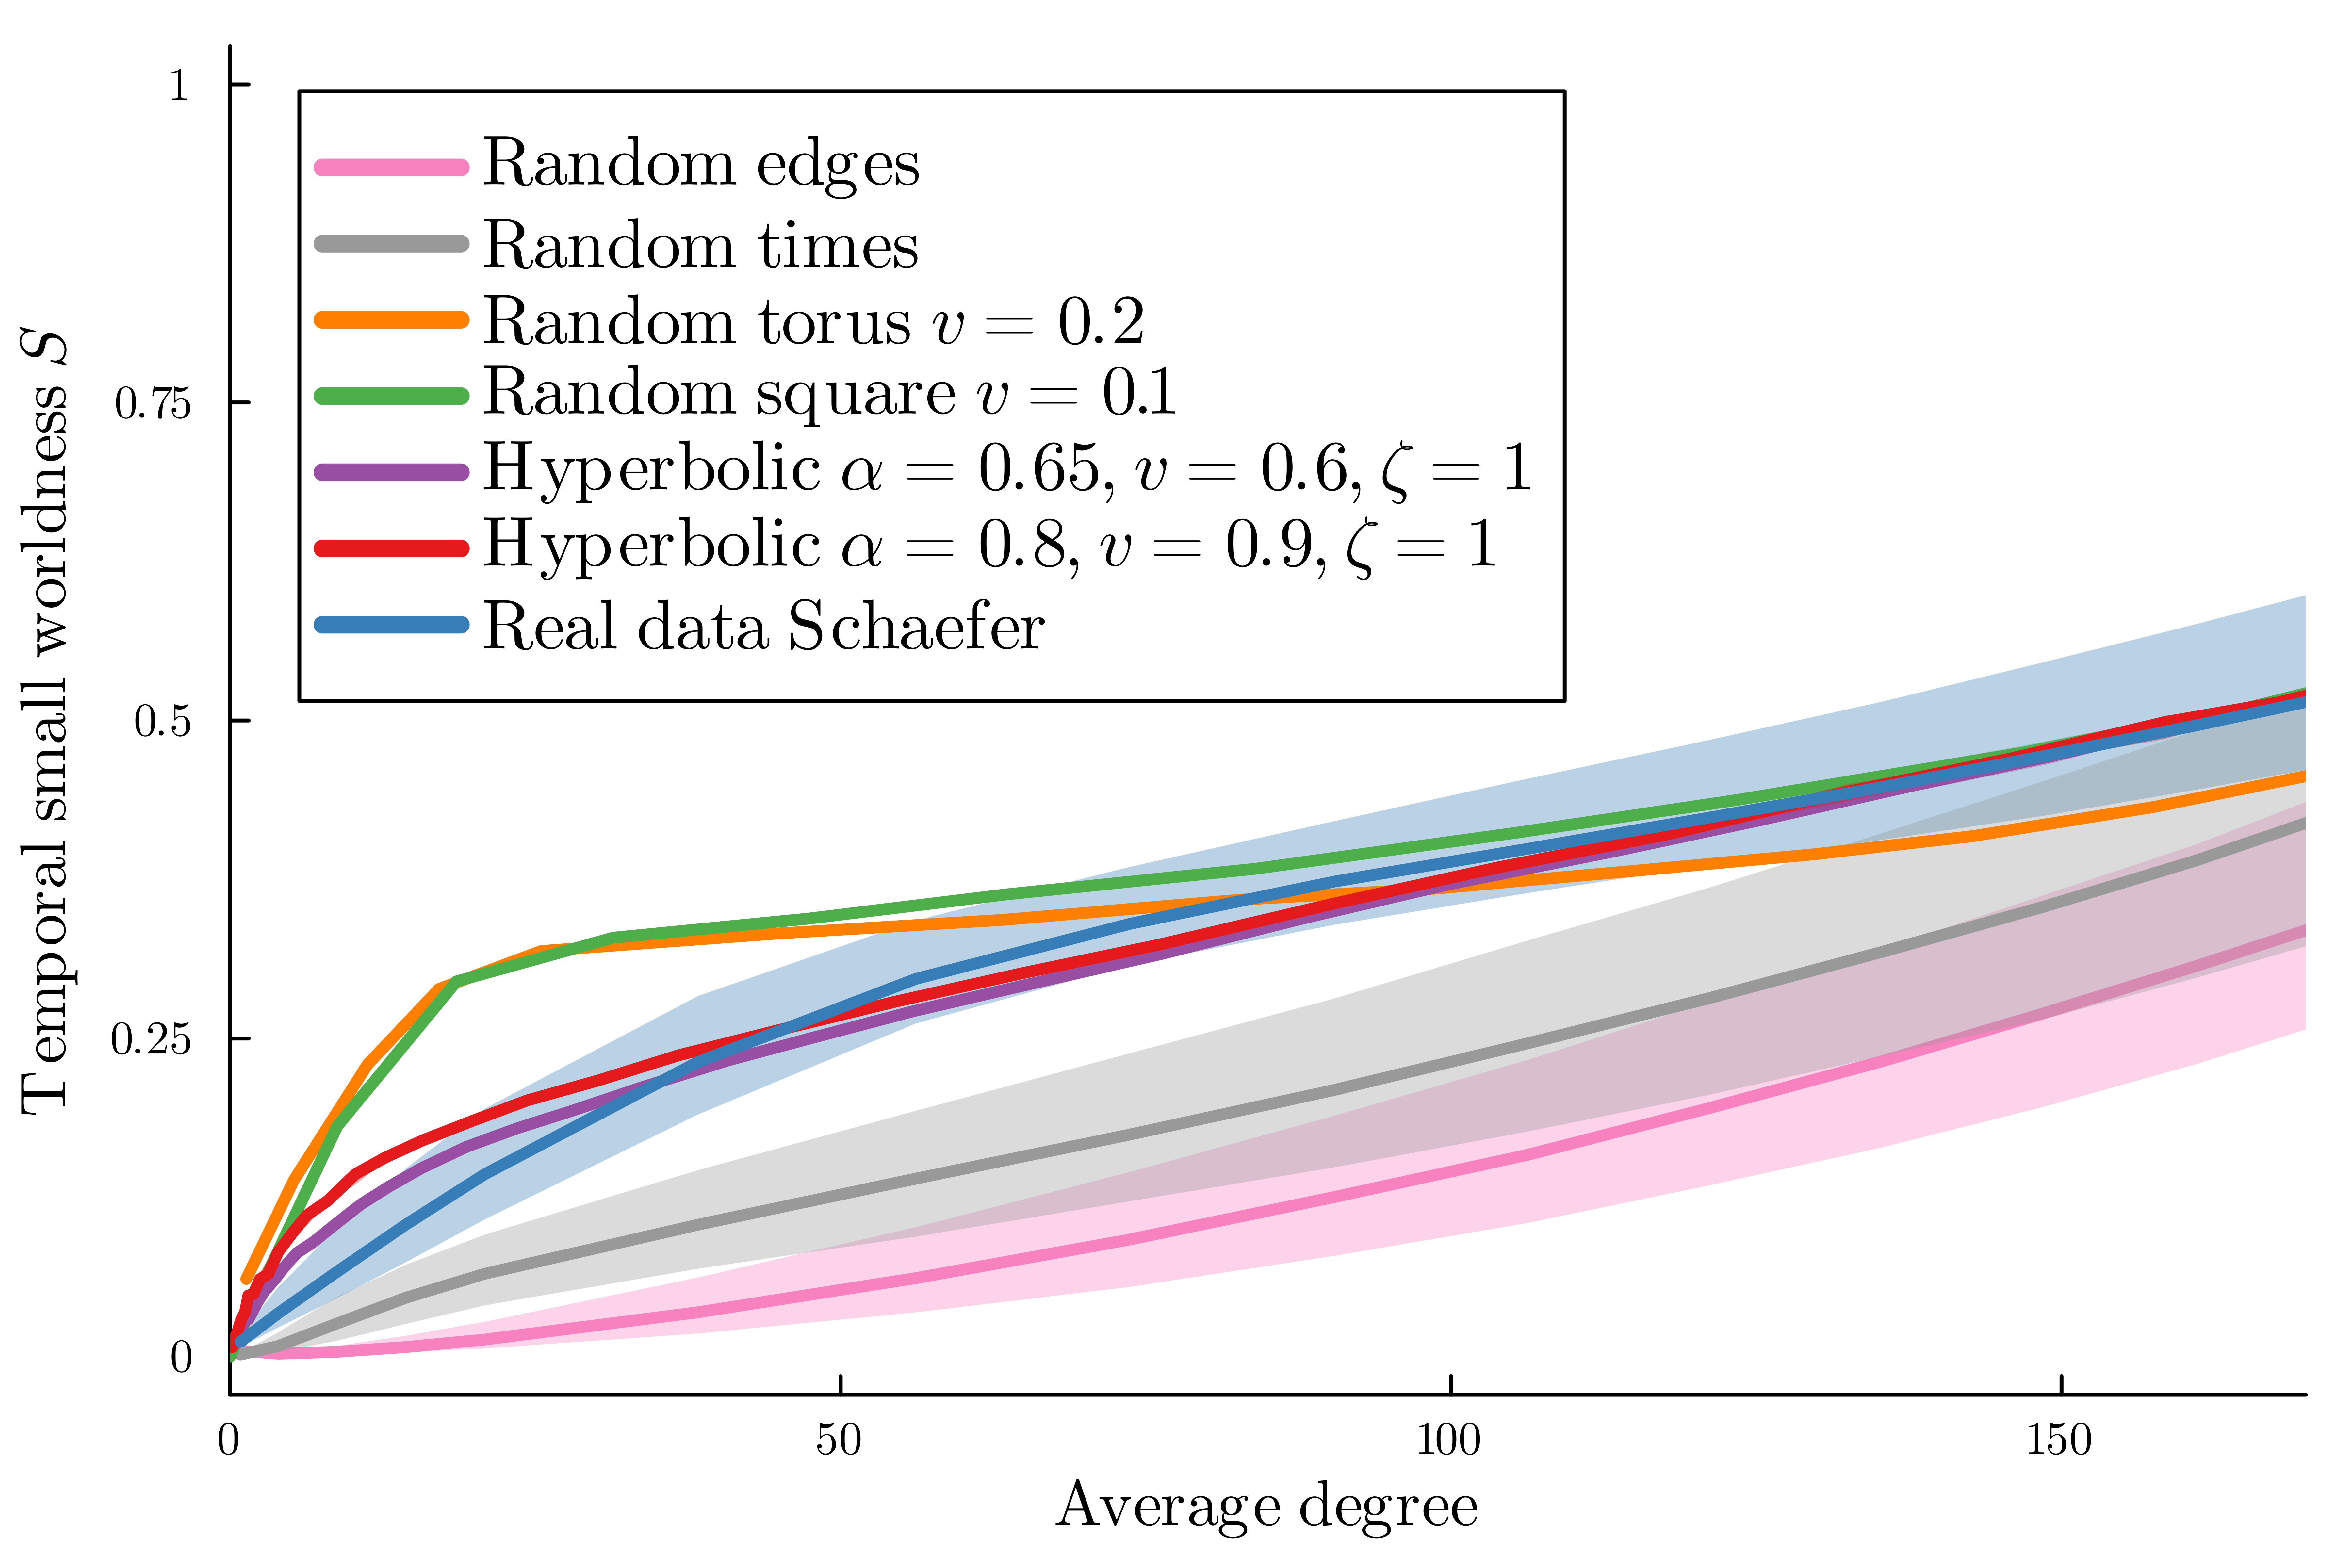 Temporal small worldness S
1
0.75
0.5
0.25
0
Random edges
Random times
Random torus v = 0.2
Random square v = 0.1
Hyperbolic α = 0.65, v = 0.6, ζ = 1
Hyperbolic α = 0.8, v = 0.9, ζ = 1
Real data Schaefer
0 50 100 150
Average degree